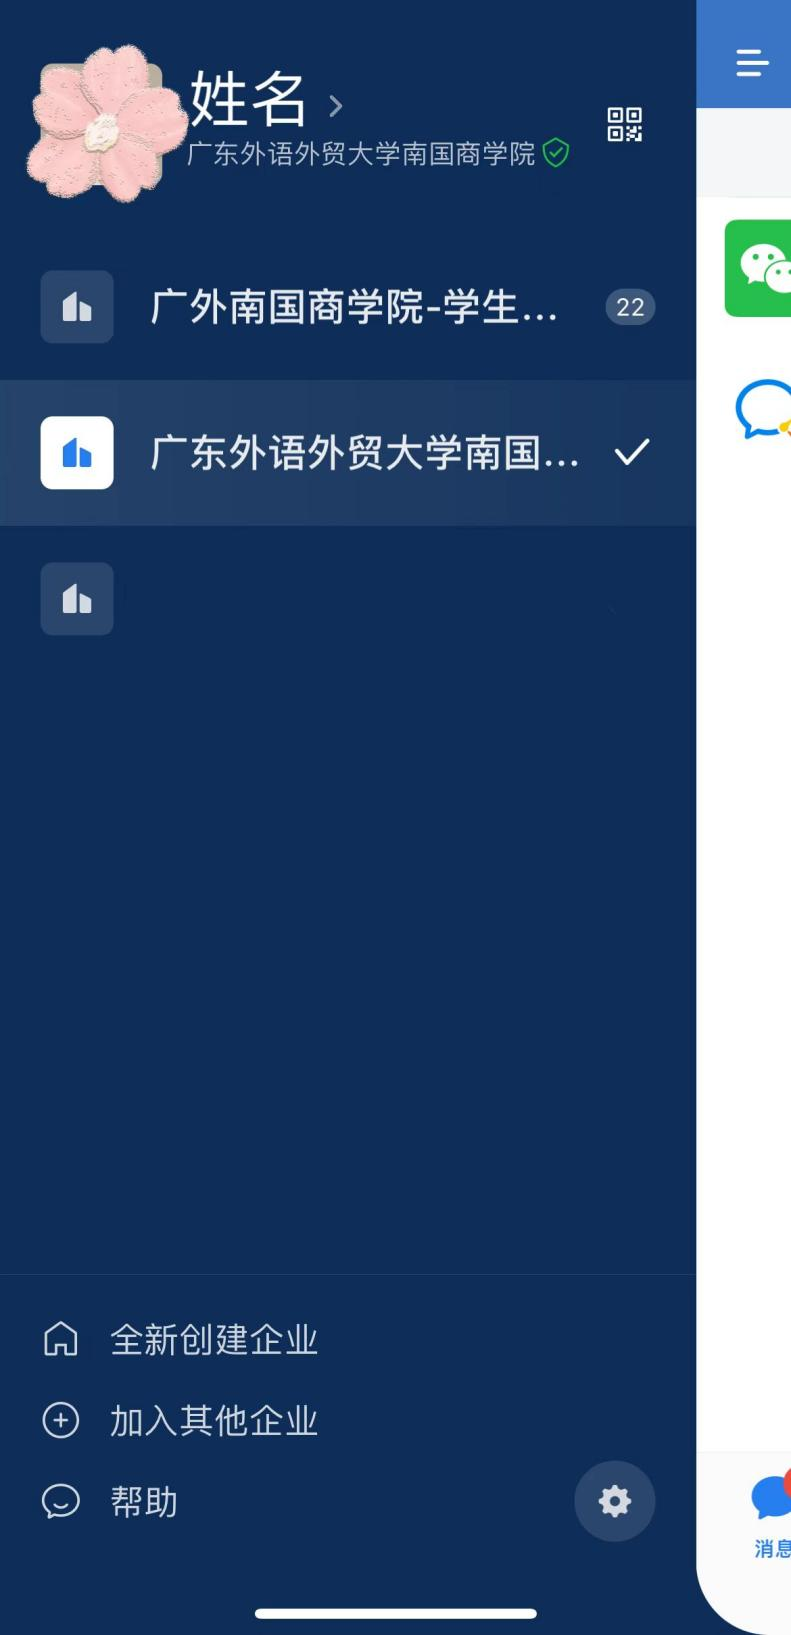 姓名
广东外语外贸大学南国商学院
广外南国商学院-学生... 22
广东外语外贸大学南国...
全新创建企业
加入其他企业
帮助
消息